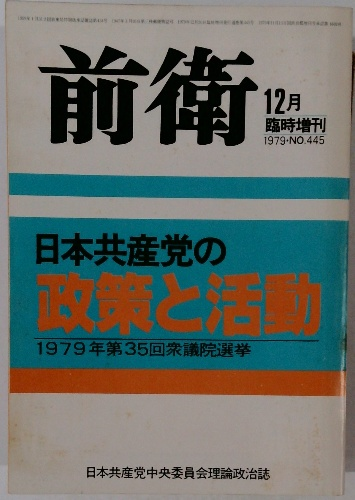 前衛
12月
臨時増刊
1979・NO.445
日本共産党の
政策と活動
1979年第35回衆議院選挙
日本共産党中央委員会理論政治誌